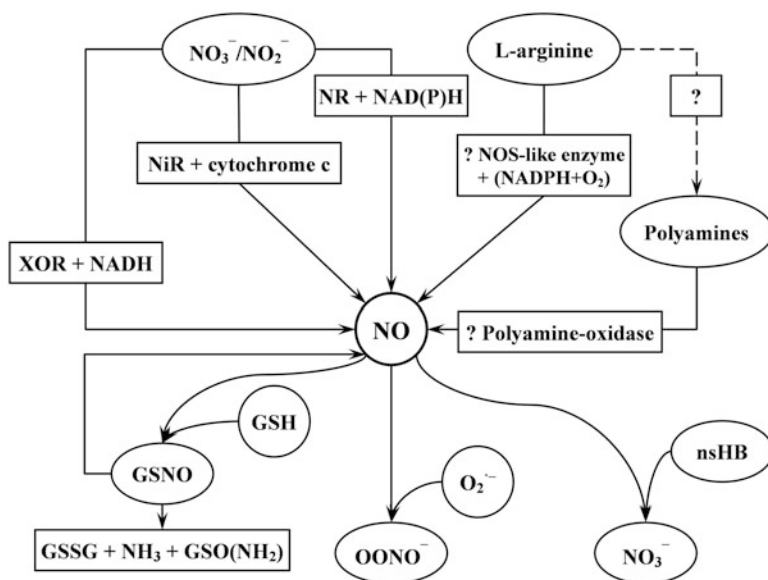 NO₃⁻/NO₂⁻
L-arginine
NR + NAD(P)H
?
NiR + cytochrome c
? NOS-like enzyme
+ (NADPH+O₂)
Polyamines
XOR + NADH
NO
? Polyamine-oxidase
GSH
nsHB
GSNO
O₂·⁻
GSSG + NH₃ + GSO(NH₂)
OONO⁻
NO₃⁻